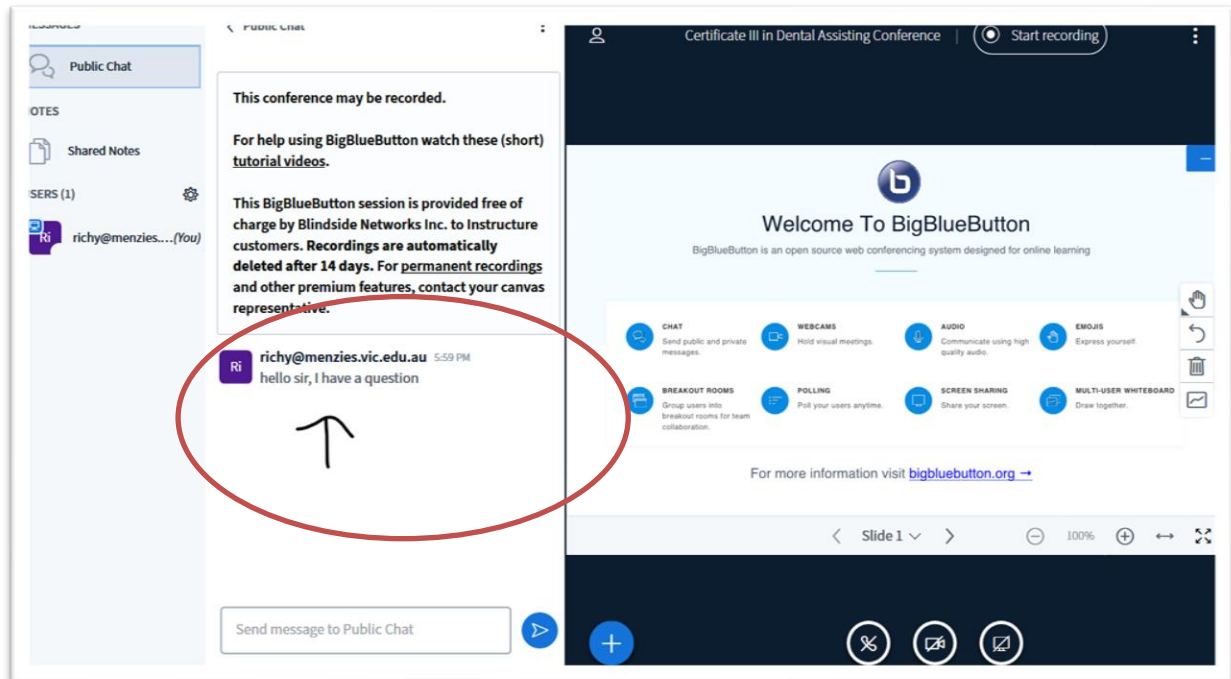 Public Chat
Certificate III in Dental Assisting Conference | Start recording
Public Chat
OTES
Shared Notes
SERS (1)
Ri richy@menzies....(You)
This conference may be recorded.
For help using BigBlueButton watch these (short)
tutorial videos.
This BigBlueButton session is provided free of
charge by Blindside Networks Inc. to Instructure
customers. Recordings are automatically
deleted after 14 days. For permanent recordings
and other premium features, contact your canvas
representative.
Ri richy@menzies.vic.edu.au 5:59 PM
hello sir, I have a question
Send message to Public Chat
b
Welcome To BigBlueButton
BigBlueButton is an open source web conferencing system designed for online learning
CHAT
Send public and private
messages.
WEBCAMS
Hold visual meetings.
AUDIO
Communicate using high
quality audio.
EMOJIS
Express yourself.
BREAKOUT ROOMS
Group users into
breakout rooms for team
collaboration.
POLLING
Poll your users anytime.
SCREEN SHARING
Share your screen.
MULTI-USER WHITEBOARD
Draw together.
For more information visit bigbluebutton.org →
Slide 1
100%